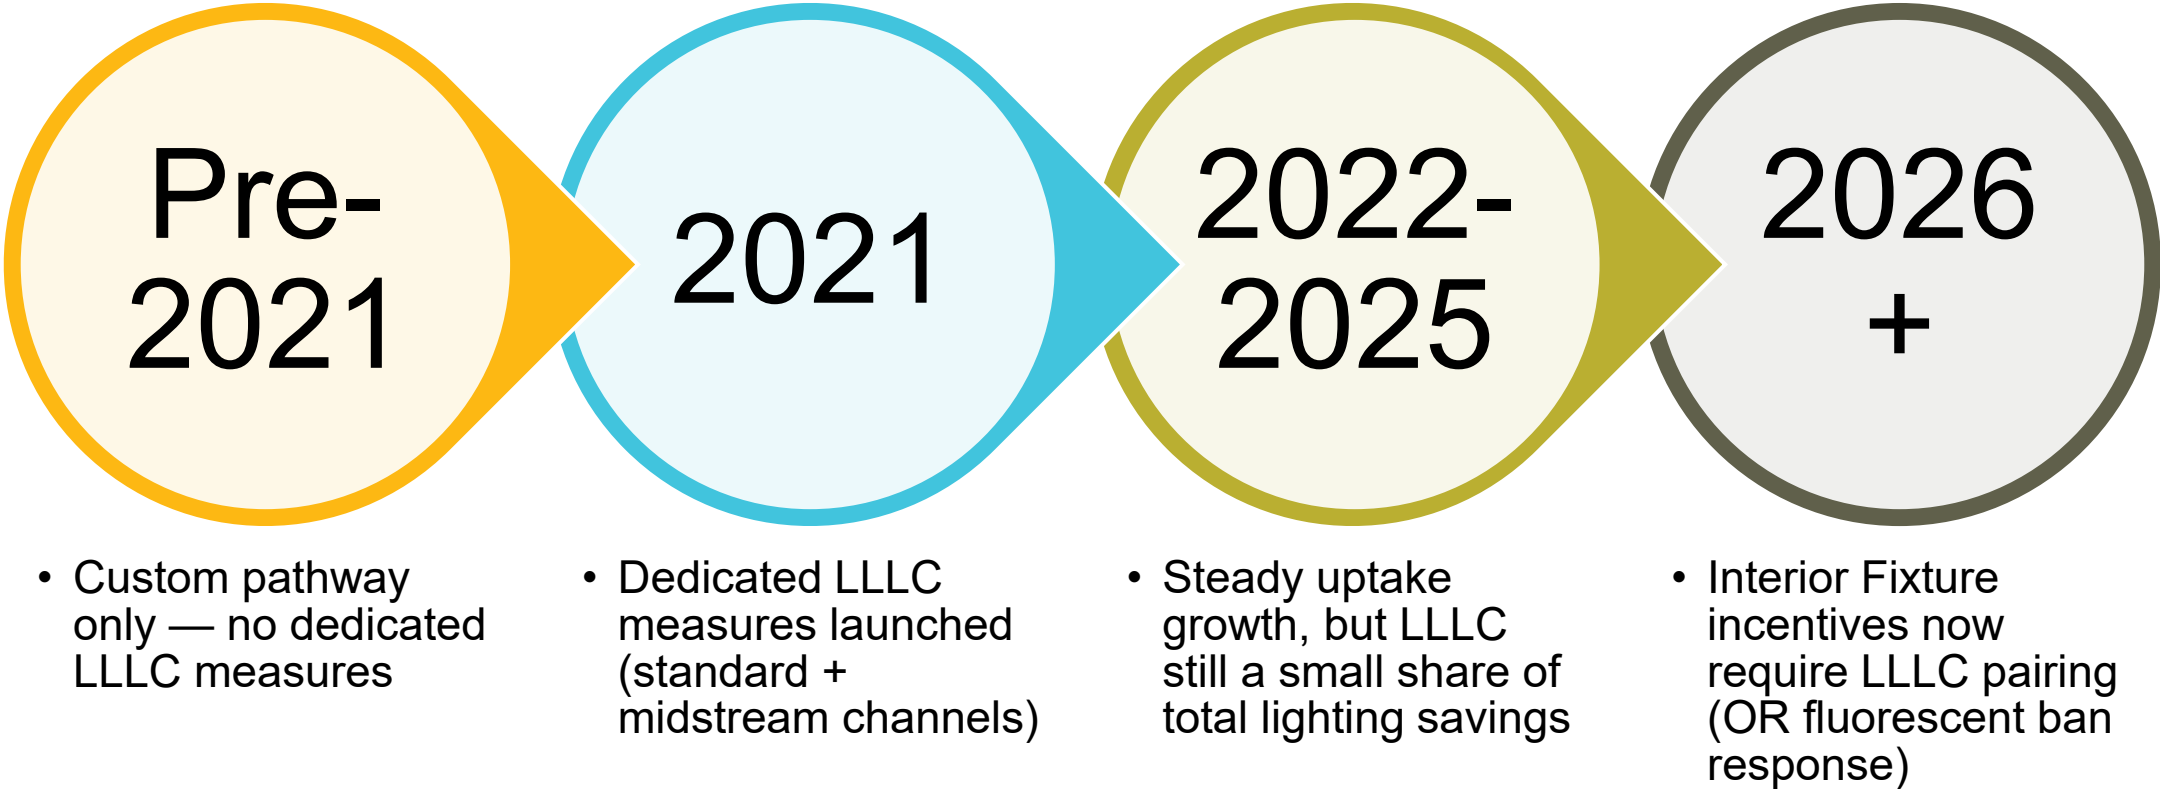 Pre-
2021
2021
2022-
2025
2026
+
• Custom pathway
only — no dedicated
LLLC measures
• Dedicated LLLC
measures launched
(standard +
midstream channels)
• Steady uptake
growth, but LLLC
still a small share of
total lighting savings
• Interior Fixture
incentives now
require LLLC pairing
(OR fluorescent ban
response)